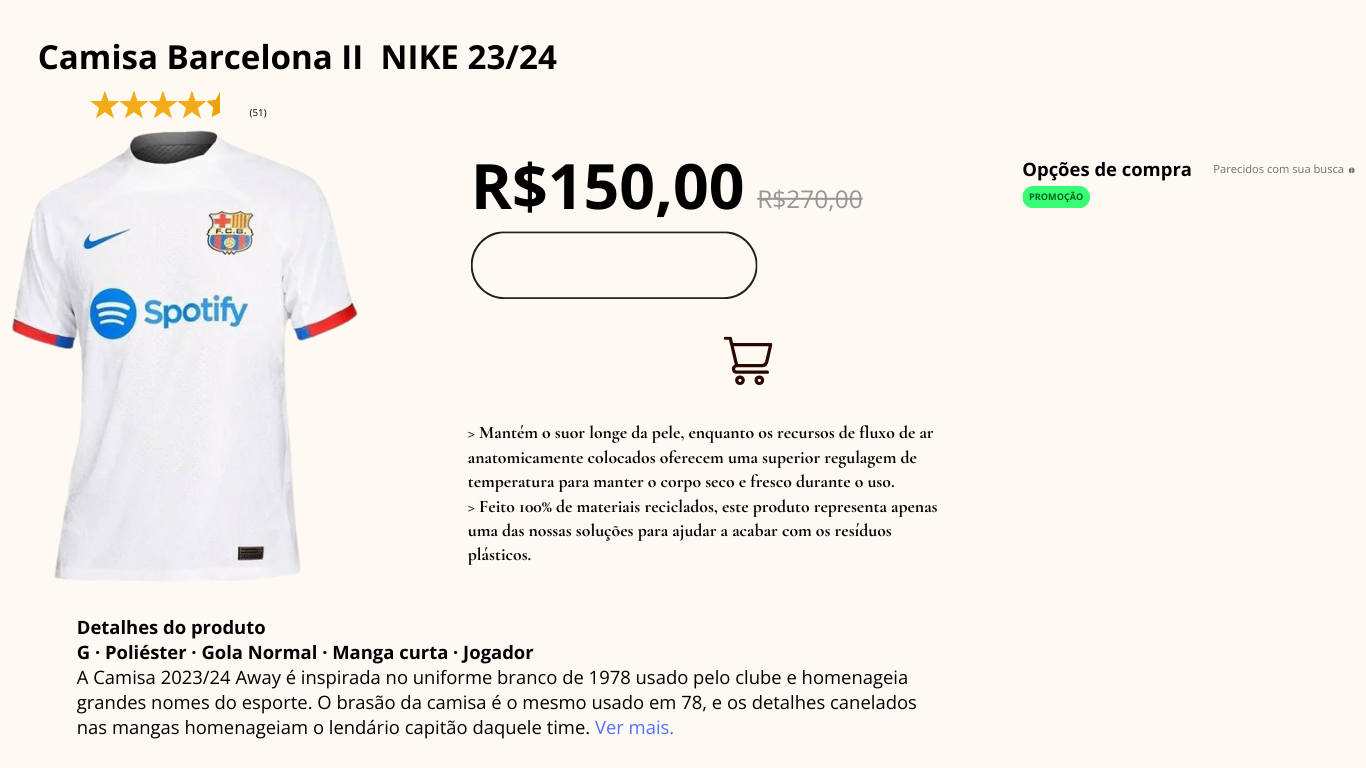 Camisa Barcelona II  NIKE 23/24
(51)
F.C.B.
Spotify
R$150,00 R$270,00
Opções de compra
Parecidos com sua busca
PROMOÇÃO
> Mantém o suor longe da pele, enquanto os recursos de fluxo de ar
anatomicamente colocados oferecem uma superior regulagem de
temperatura para manter o corpo seco e fresco durante o uso.
> Feito 100% de materiais reciclados, este produto representa apenas
uma das nossas soluções para ajudar a acabar com os resíduos
plásticos.
Detalhes do produto
G · Poliéster · Gola Normal · Manga curta · Jogador
A Camisa 2023/24 Away é inspirada no uniforme branco de 1978 usado pelo clube e homenageia
grandes nomes do esporte. O brasão da camisa é o mesmo usado em 78, e os detalhes canelados
nas mangas homenageiam o lendário capitão daquele time. Ver mais.